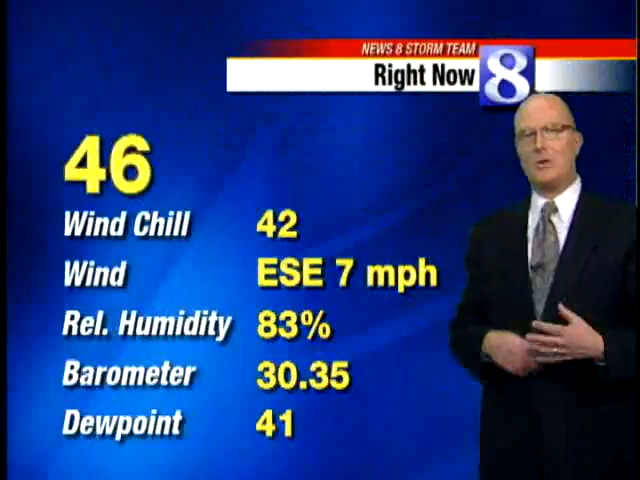 NEWS 8 STORM TEAM
Right Now 8
46
Wind Chill 42
Wind ESE 7 mph
Rel. Humidity 83%
Barometer 30.35
Dewpoint 41